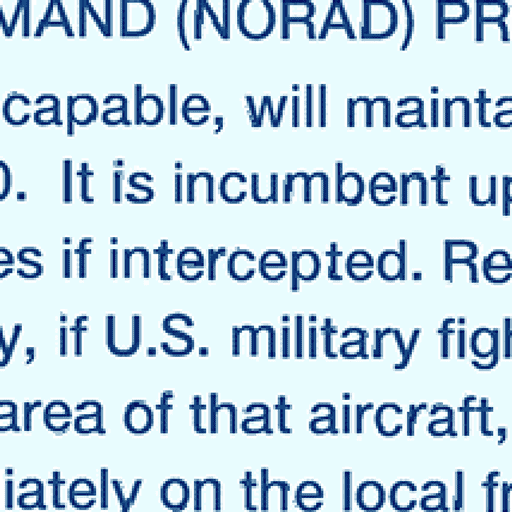 MAND (NORAD) PR
capable, will mainta
0. It is incumbent up
es if intercepted. Re
y, if U.S. military figh
area of that aircraft,
iately on the local fr